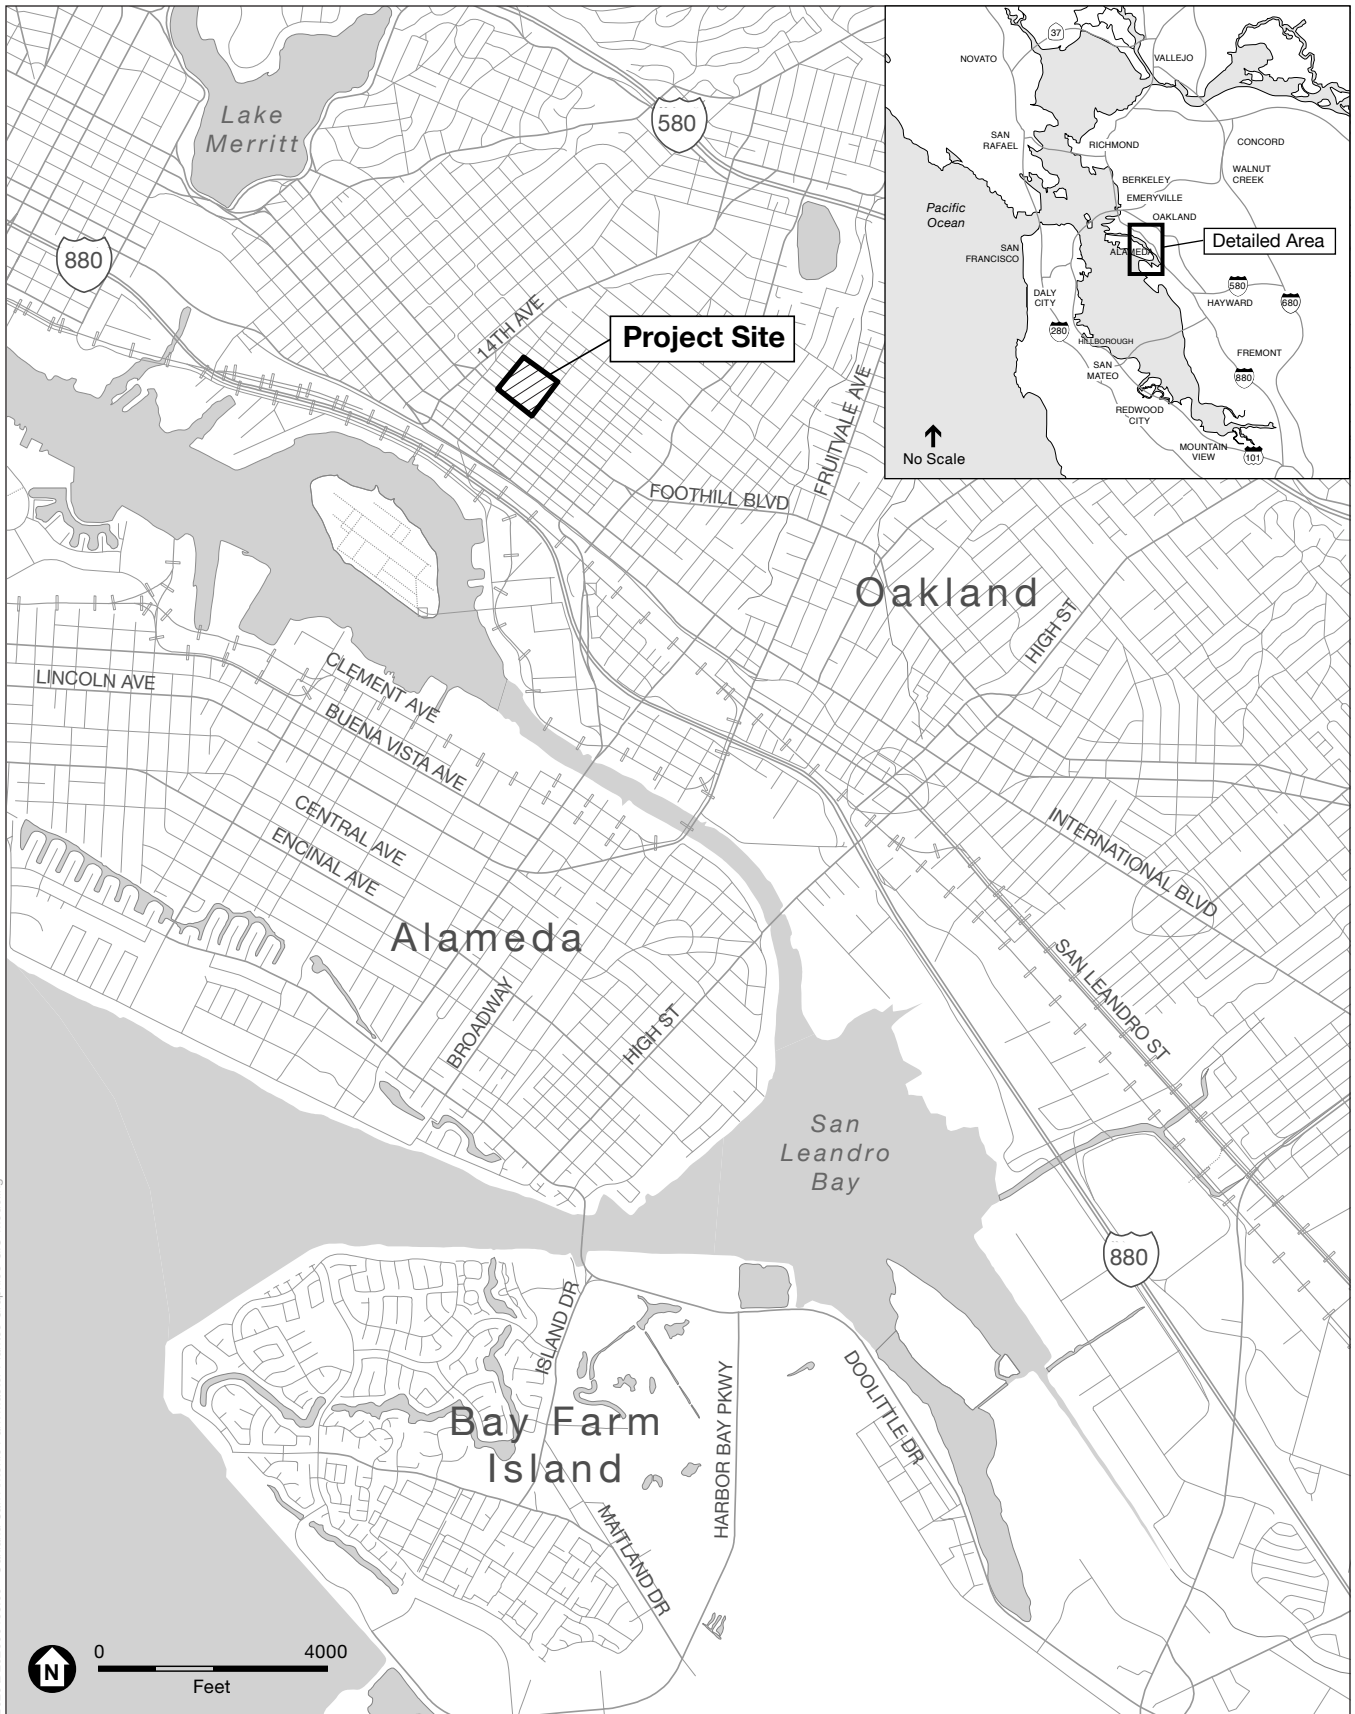 Lake
Merritt
580
880
14TH AVE
Project Site
FRUITVALE AVE
FOOTHILL BLVD
Oakland
HIGH ST
LINCOLN AVE
CLEMENT AVE
BUENA VISTA AVE
CENTRAL AVE
ENCINAL AVE
INTERNATIONAL BLVD
Alameda
BROADWAY
HIGH ST
SAN LEANDRO ST
San
Leandro
Bay
880
ISLAND DR
Bay Farm
Island
HARBOR BAY PKWY
DOOLITTLE DR
MAITLAND DR
N
0 4000
Feet
37
NOVATO
VALLEJO
SAN
RAFAEL
RICHMOND
CONCORD
WALNUT
CREEK
BERKELEY
EMERYVILLE
OAKLAND
Pacific
Ocean
ALAMEDA
Detailed Area
SAN
FRANCISCO
580
DALY
CITY
HAYWARD
680
280
HILLBOROUGH
FREMONT
SAN
MATEO
880
REDWOOD
CITY
MOUNTAIN
VIEW
101
No Scale